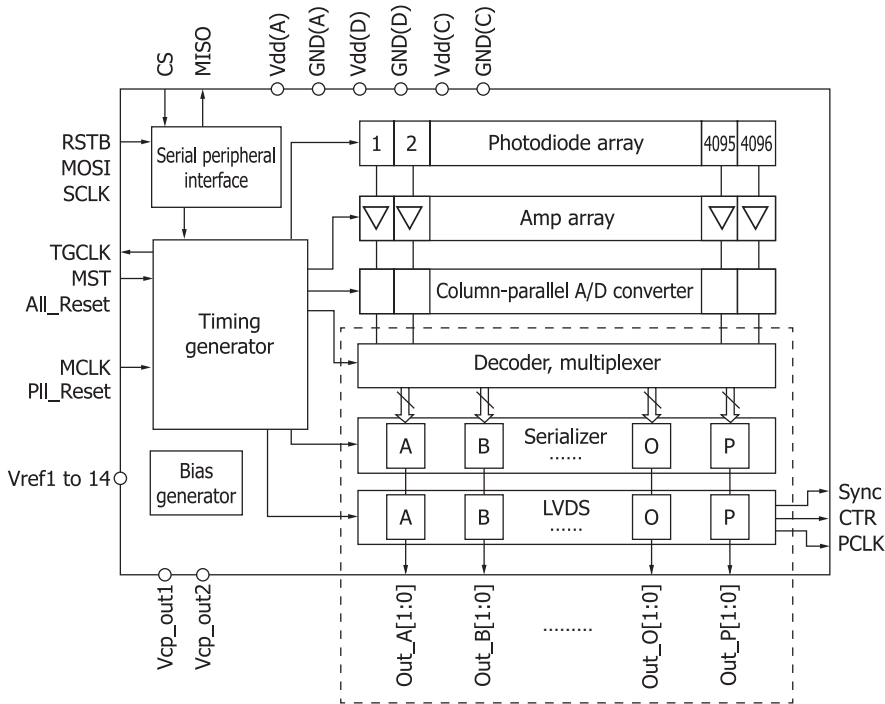 CS
MISO
Vdd(A)
GND(A)
Vdd(D)
GND(D)
Vdd(C)
GND(C)
RSTB
MOSI
SCLK
Serial peripheral
interface
1
2
Photodiode array
4095
4096
Amp array
TGCLK
MST
All_Reset
Timing
generator
Column-parallel A/D converter
MCLK
Pll_Reset
Decoder, multiplexer
A
B
Serializer
......
O
P
Vref1 to 14
Bias
generator
A
B
LVDS
......
O
P
Sync
CTR
PCLK
Vcp_out1
Vcp_out2
Out_A[1:0]
Out_B[1:0]
.........
Out_O[1:0]
Out_P[1:0]